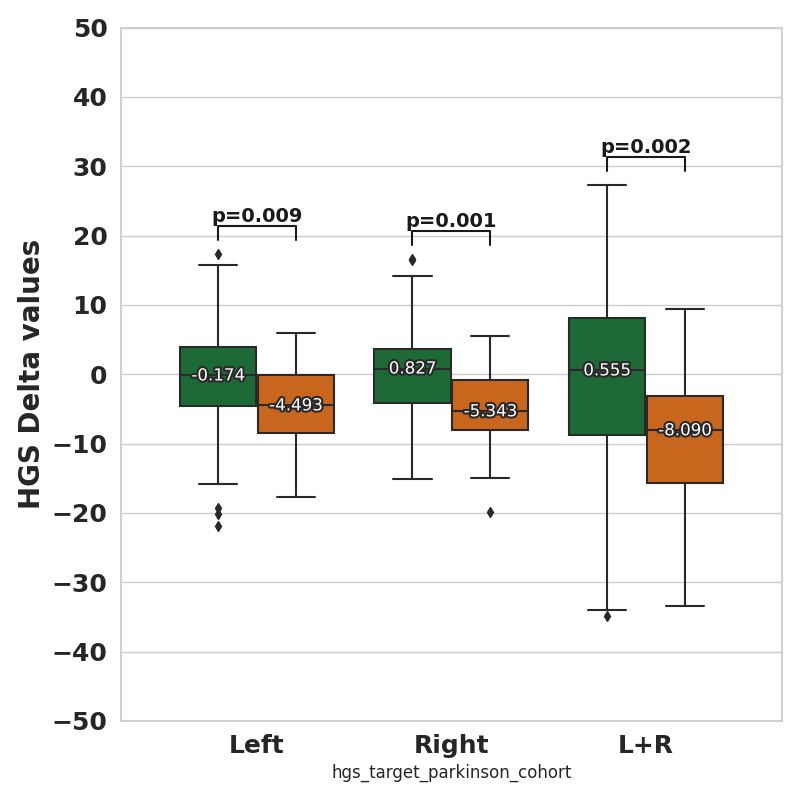 HGS Delta values
50
40
30
20
10
0
−10
−20
−30
−40
−50
p=0.009
p=0.001
p=0.002
-0.174
-4.493
0.827
-5.343
0.555
-8.090
Left
Right
L+R
hgs_target_parkinson_cohort